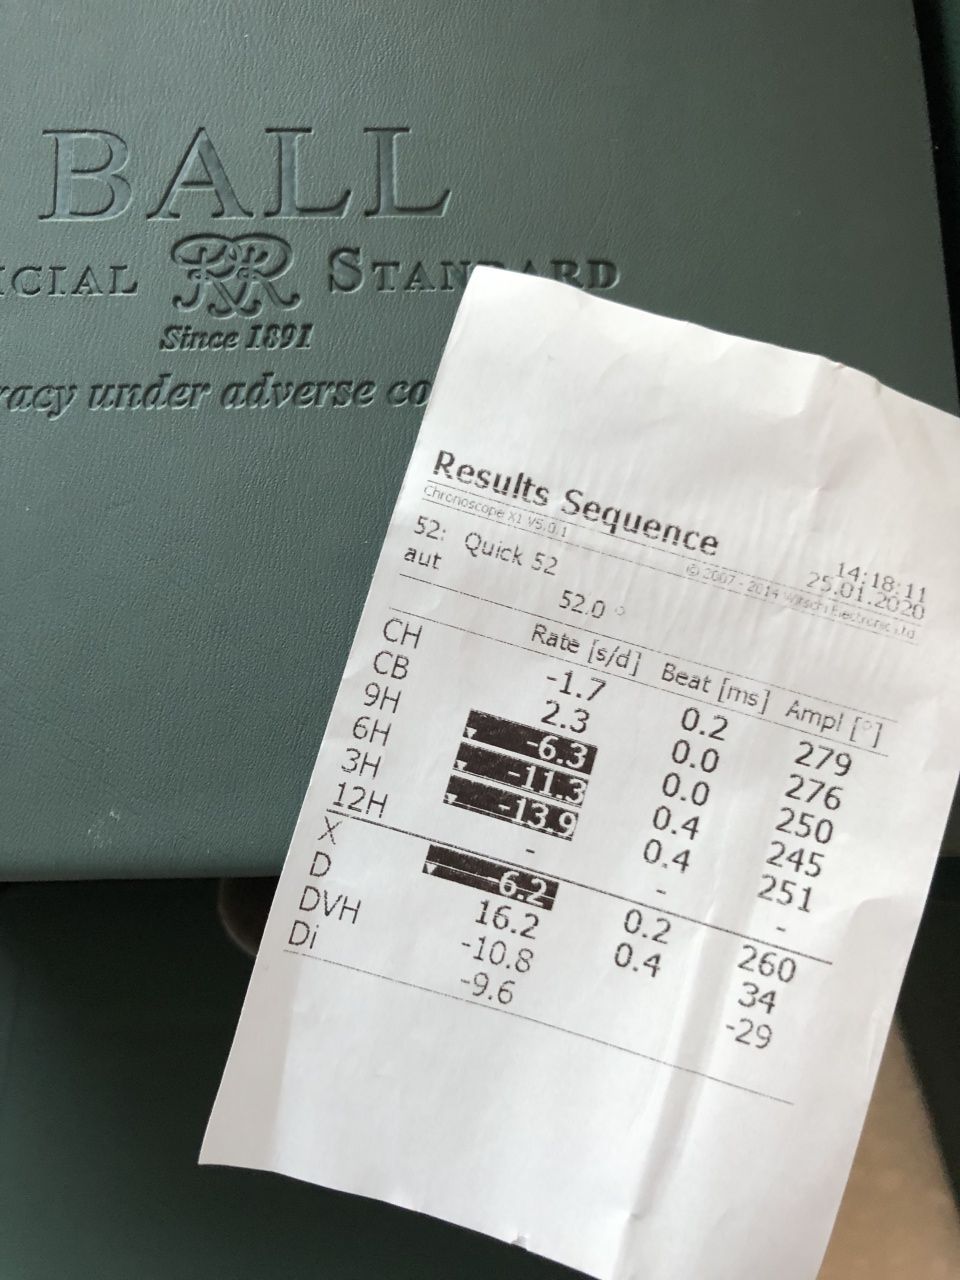 BALL
ICIAL RR STANDARD
Since 1891
racy under adverse co
Results Sequence
Chronoscope X1 V5.0.1
14:18:11
52: Quick 52 25.01.2020
© 2007 - 2014 Witschi Electronic Ltd.
aut 52.0 °
Rate [s/d] Beat [ms] Ampl [°]
CH -1.7 0.2 279
CB 2.3 0.0 276
9H -6.3 0.0 250
6H -11.3 0.4 245
3H -13.9 0.4 251
12H - - -
X -6.2 0.2 260
D 16.2 0.4 34
DVH -10.8 -29
Di -9.6